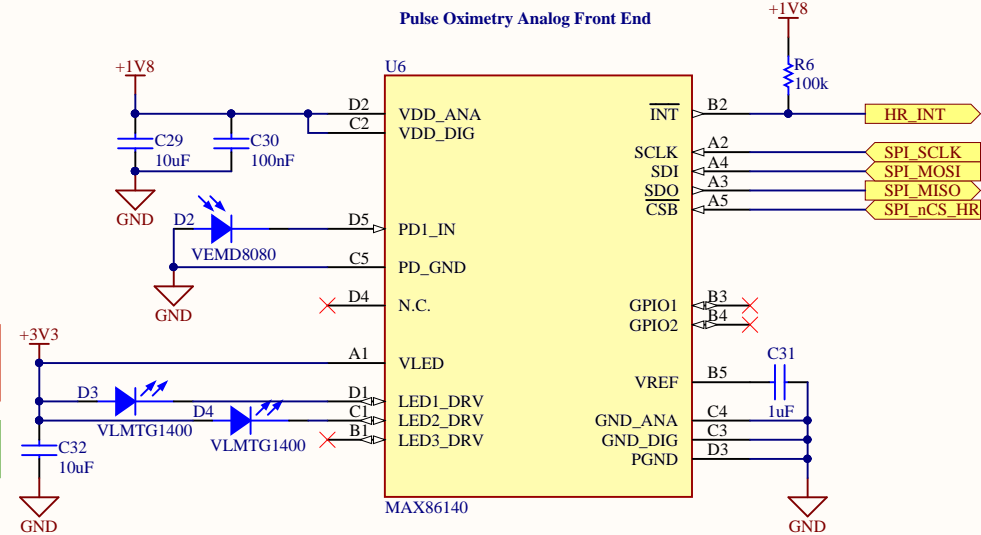 Pulse Oximetry Analog Front End
+1V8
R6
100k
U6
+1V8
D2
VDD_ANA
C2
VDD_DIG
C29
10uF
C30
100nF
GND
D2
VEMD8080
D5
PD1_IN
C5
PD_GND
GND
D4
N.C.
+3V3
A1
VLED
D3
VLMTG1400
D1
LED1_DRV
D4
VLMTG1400
C1
LED2_DRV
B1
LED3_DRV
C32
10uF
GND
MAX86140
INT
B2
HR_INT
SCLK
A2
SPI_SCLK
SDI
A4
SPI_MOSI
SDO
A3
SPI_MISO
CSB
A5
SPI_nCS_HR
GPIO1
B3
GPIO2
B4
VREF
B5
C31
1uF
GND_ANA
C4
GND_DIG
C3
PGND
D3
GND